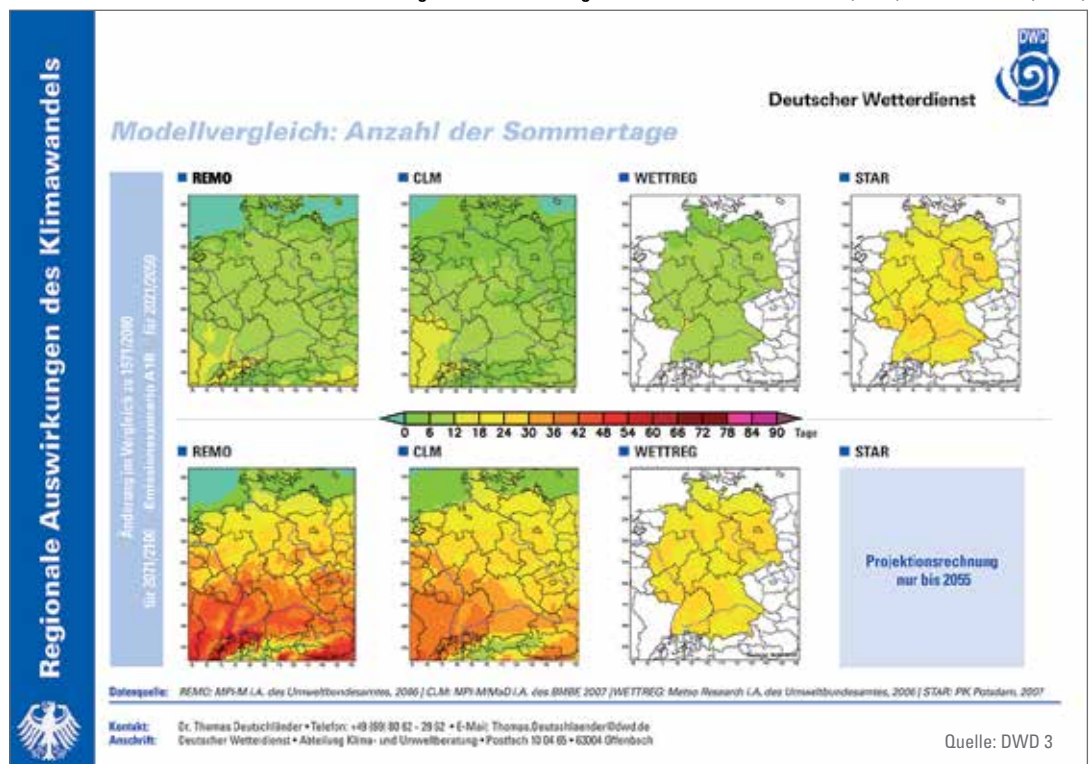 Regionale Auswirkungen des Klimawandels
DWD
Deutscher Wetterdienst
Modellvergleich: Anzahl der Sommertage
Änderung im Vergleich zu 1971/2000
für 2071/2100 Emissionsszenario A1B für 2021/2050
REMO
CLM
WETTREG
STAR
0 6 12 18 24 30 36 42 48 54 60 66 72 78 84 90 Tage
REMO
CLM
WETTREG
STAR
Projektionsrechnung
nur bis 2055
Datenquelle: REMO: MPI-M i.A. des Umweltbundesamtes, 2006 | CLM: MPI-M/MaD i.A. des BMBF 2007 | WETTREG: Meteo Research i.A. des Umweltbundesamtes, 2006 | STAR: PIK Potsdam, 2007
Kontakt: Dr. Thomas Deutschländer • Telefon: +49 (69) 80 62 - 29 52 • E-Mail: Thomas.Deutschlaender@dwd.de
Anschrift: Deutscher Wetterdienst • Abteilung Klima- und Umweltberatung • Postfach 10 04 65 • 63004 Offenbach
Quelle: DWD 3